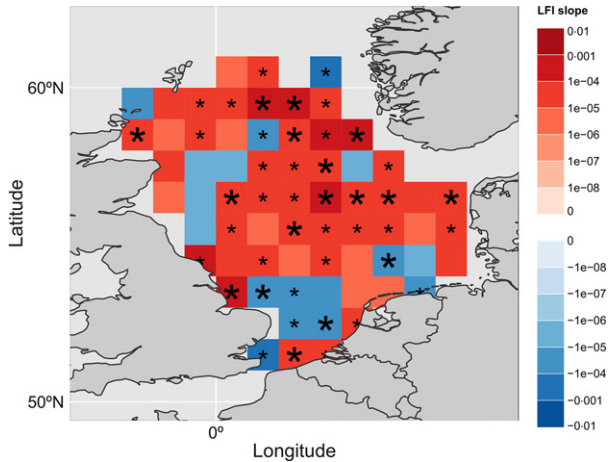 LFI slope
0·01
0·001
1e−04
1e−05
1e−06
1e−07
1e−08
0
0
−1e−08
−1e−07
−1e−06
−1e−05
−1e−04
−0·001
−0·01
60ºN
50ºN
0º
Latitude
Longitude